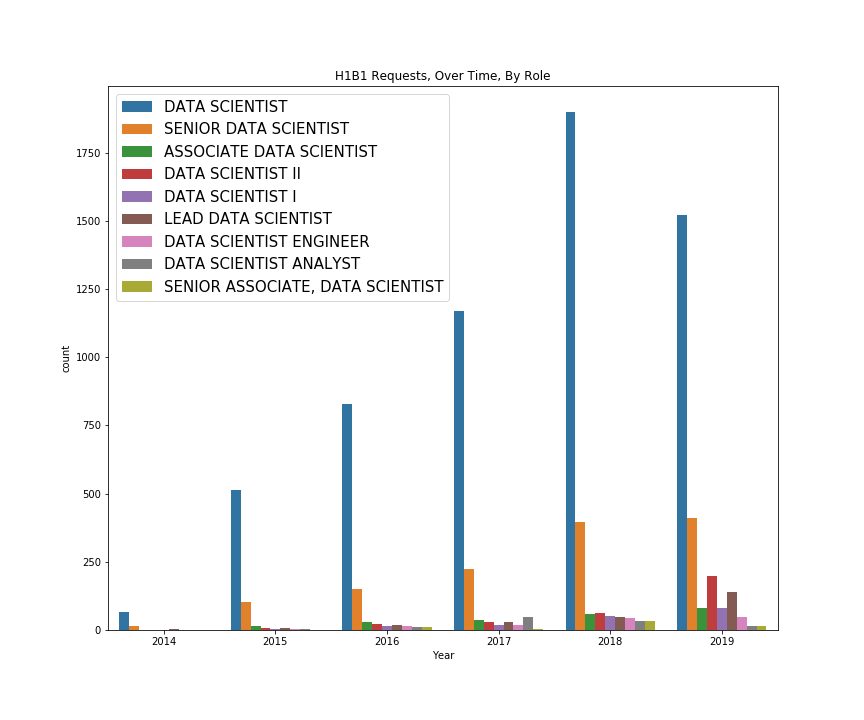 H1B1 Requests, Over Time, By Role
DATA SCIENTIST
SENIOR DATA SCIENTIST
ASSOCIATE DATA SCIENTIST
DATA SCIENTIST II
DATA SCIENTIST I
LEAD DATA SCIENTIST
DATA SCIENTIST ENGINEER
DATA SCIENTIST ANALYST
SENIOR ASSOCIATE, DATA SCIENTIST
1750
1500
1250
1000
750
500
250
0
count
2014 2015 2016 2017 2018 2019
Year